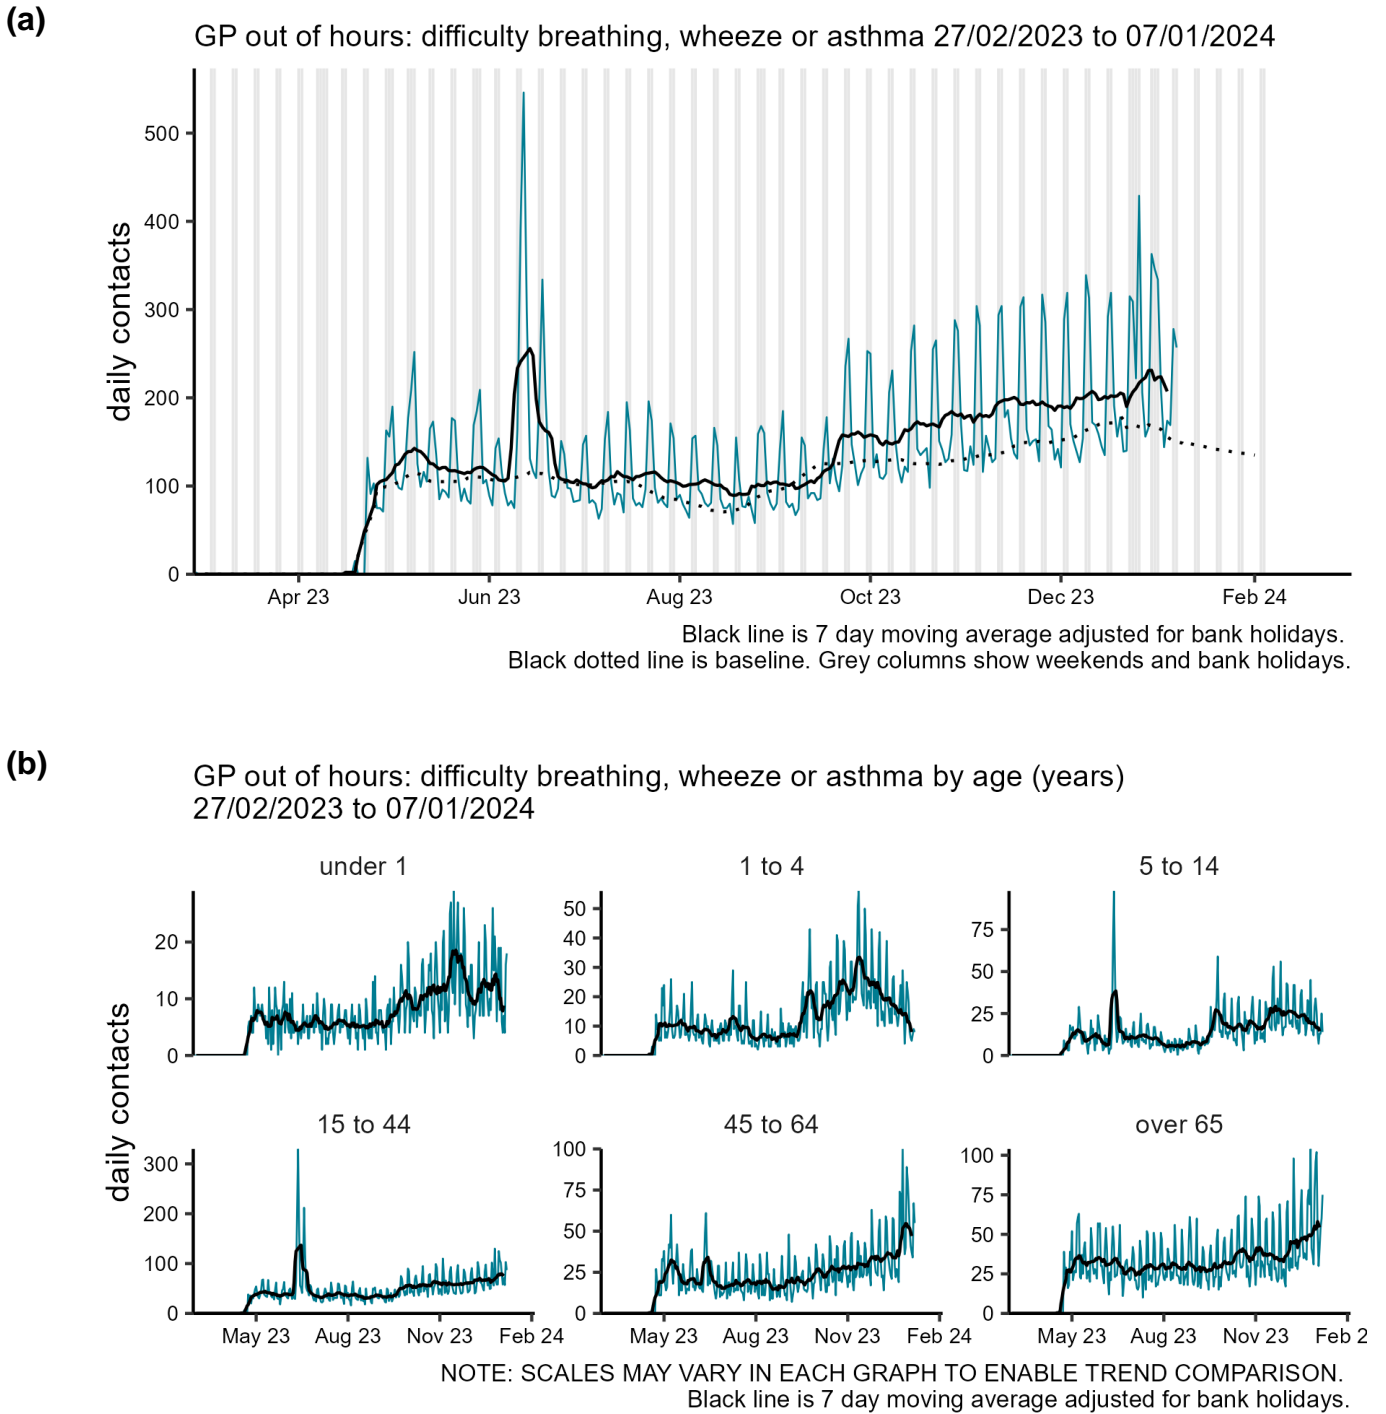 (a)
GP out of hours: difficulty breathing, wheeze or asthma 27/02/2023 to 07/01/2024
daily contacts
500
400
300
200
100
0
Apr 23
Jun 23
Aug 23
Oct 23
Dec 23
Feb 24
Black line is 7 day moving average adjusted for bank holidays.
Black dotted line is baseline. Grey columns show weekends and bank holidays.
(b)
GP out of hours: difficulty breathing, wheeze or asthma by age (years)
27/02/2023 to 07/01/2024
daily contacts
under 1
20
10
0
1 to 4
50
40
30
20
10
0
5 to 14
75
50
25
0
15 to 44
300
200
100
0
May 23
Aug 23
Nov 23
Feb 24
45 to 64
100
75
50
25
0
May 23
Aug 23
Nov 23
Feb 24
over 65
100
75
50
25
0
May 23
Aug 23
Nov 23
Feb 2
NOTE: SCALES MAY VARY IN EACH GRAPH TO ENABLE TREND COMPARISON.
Black line is 7 day moving average adjusted for bank holidays.